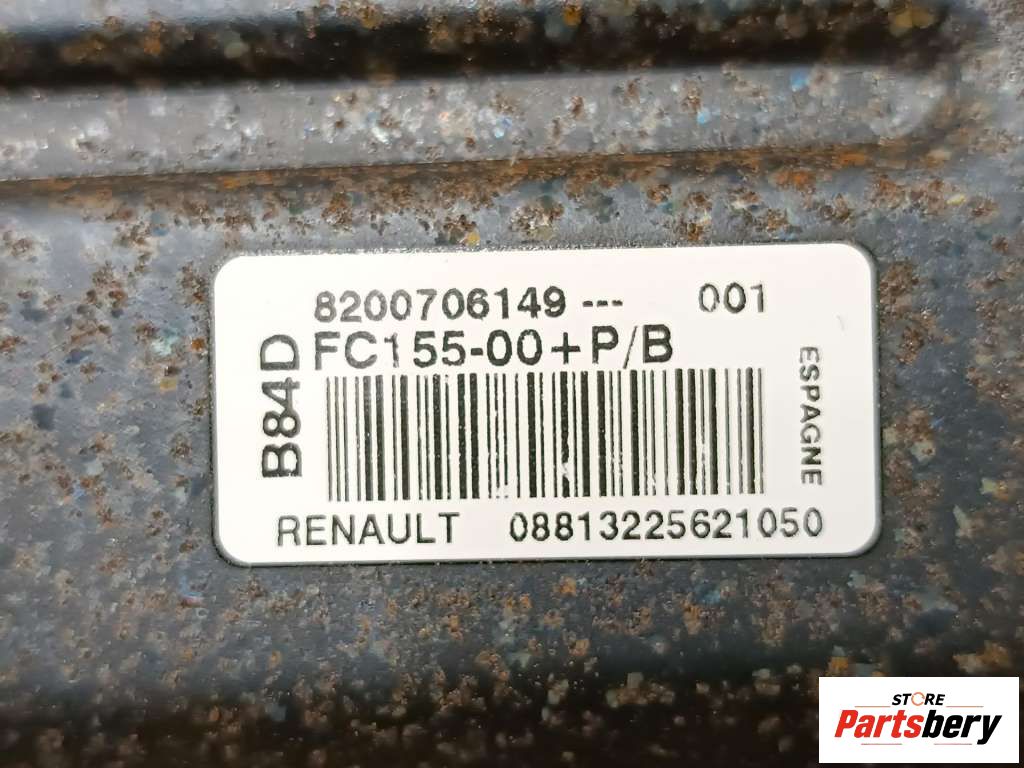 8200706149 --- 001
FC155-00+P/B
B84D
ESPAGNE
RENAULT 08813225621050
STORE
Partsbery